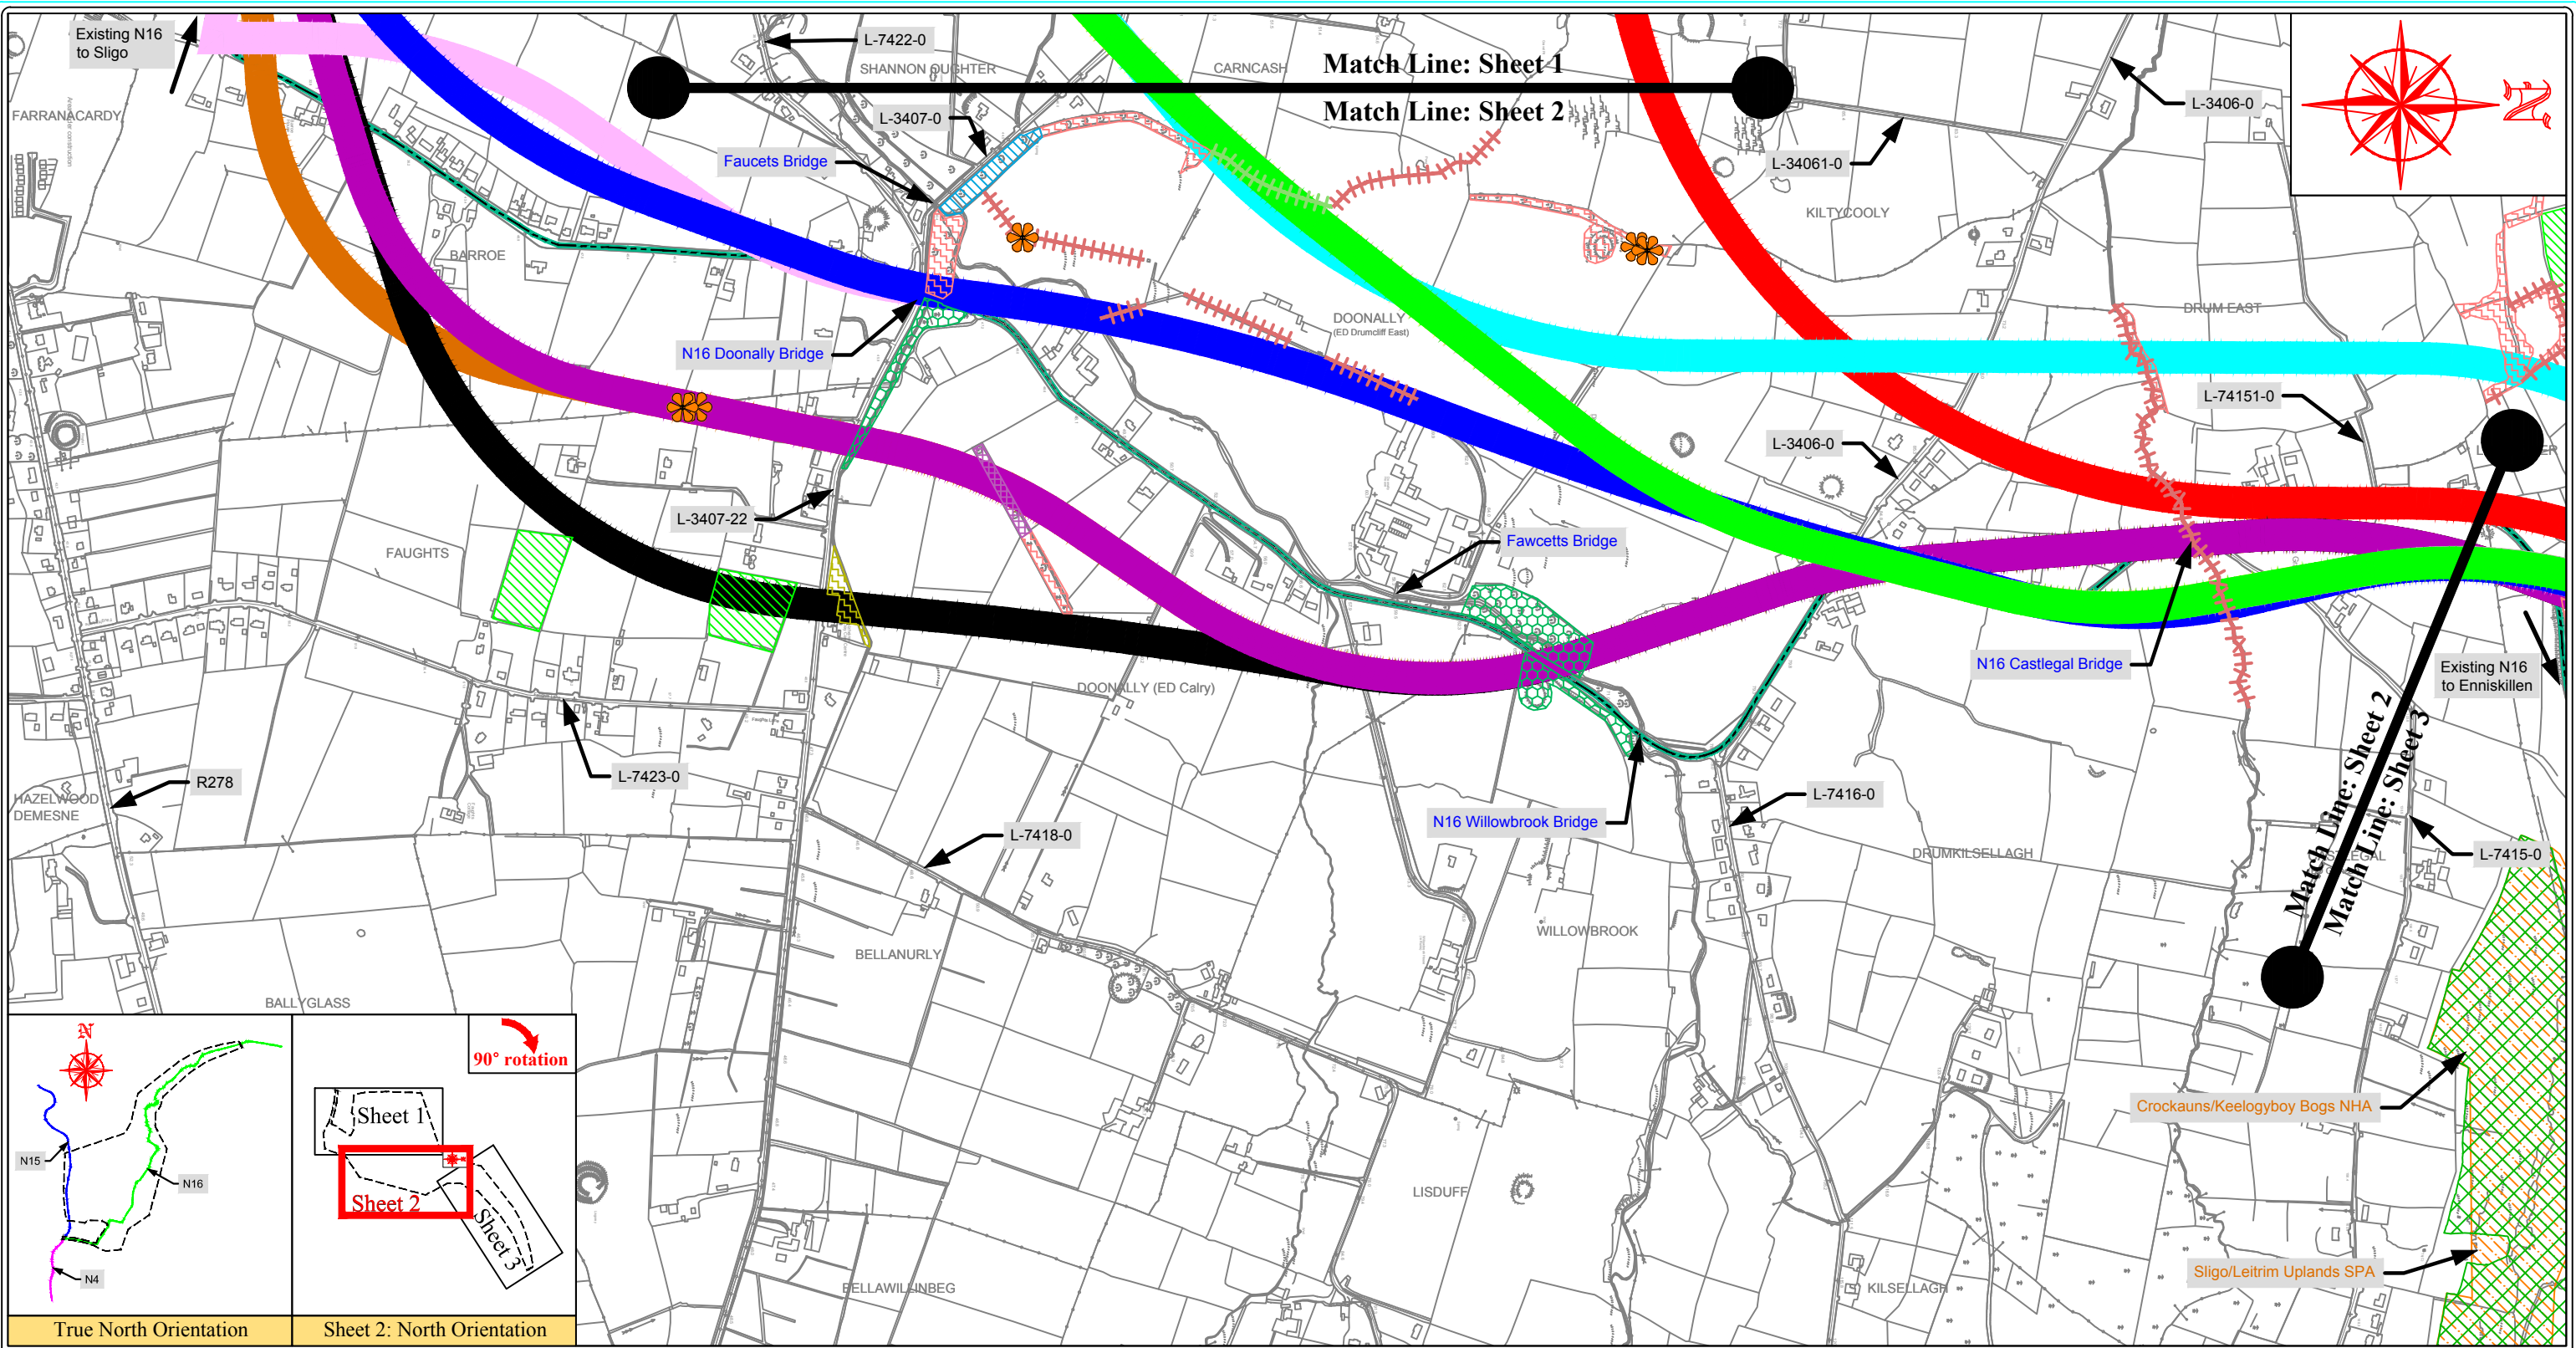 Existing N16
to Sligo
L-7422-0
SHANNON OUGHTER
CARNCASH
Match Line: Sheet 1
Match Line: Sheet 2
L-3406-0
N
FARRANACARDY
L-3407-0
Faucets Bridge
L-34061-0
KILTYCOOLY
BARROE
DRUM EAST
DOONALLY
(ED Drumcliff East)
N16 Doonally Bridge
L-74151-0
L-3406-0
L-3407-22
FAUGHTS
Fawcetts Bridge
N16 Castlegal Bridge
Existing N16
to Enniskillen
DOONALLY (ED Calry)
Match Line: Sheet 2
Match Line: Sheet 3
L-7423-0
R278
HAZELWOOD
DEMESNE
L-7416-0
N16 Willowbrook Bridge
L-7418-0
DRUMKILSELLAGH
L-7415-0
WILLOWBROOK
BELLANURLY
BALLYGLASS
Crockauns/Keelogyboy Bogs NHA
LISDUFF
Sligo/Leitrim Uplands SPA
BELLAWILLINBEG
KILSELLAGH
N
N15
N16
N4
True North Orientation
90° rotation
Sheet 1
Sheet 2
Sheet 3
Sheet 2: North Orientation